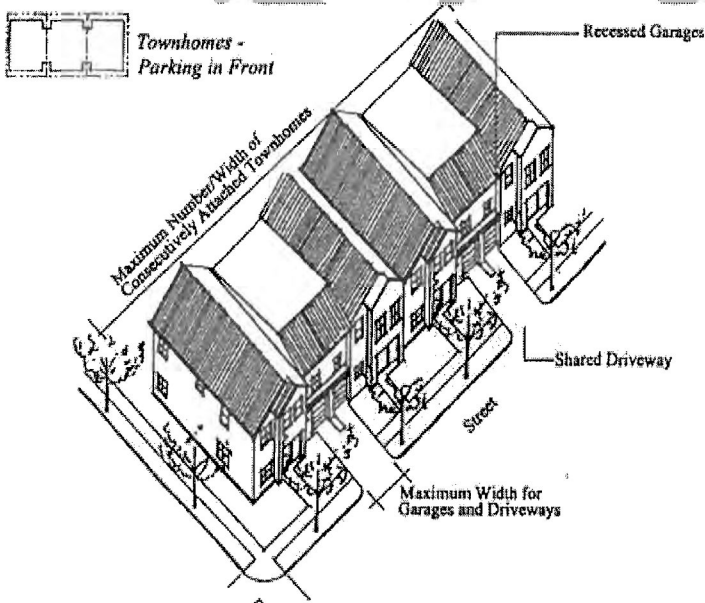 Townhomes -
Parking in Front
Recessed Garages
Maximum Number/Width of
Consecutively Attached Townhomes
Shared Driveway
Street
Maximum Width for
Garages and Driveways